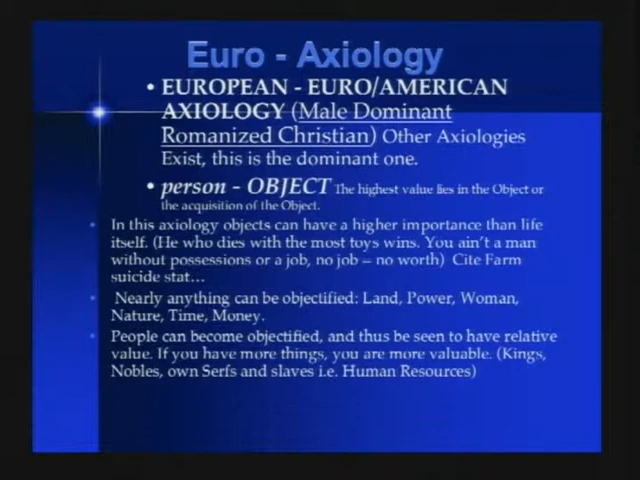 Euro - Axiology
• EUROPEAN - EURO/AMERICAN
AXIOLOGY (Male Dominant
Romanized Christian) Other Axiologies
Exist, this is the dominant one.
• person - OBJECT The highest value lies in the Object or
the acquisition of the Object.
• In this axiology objects can have a higher importance than life
itself. (He who dies with the most toys wins. You ain't a man
without possessions or a job, no job – no worth) Cite Farm
suicide stat…
• Nearly anything can be objectified: Land, Power, Woman,
Nature, Time, Money.
• People can become objectified, and thus be seen to have relative
value. If you have more things, you are more valuable. (Kings,
Nobles, own Serfs and slaves i.e. Human Resources)